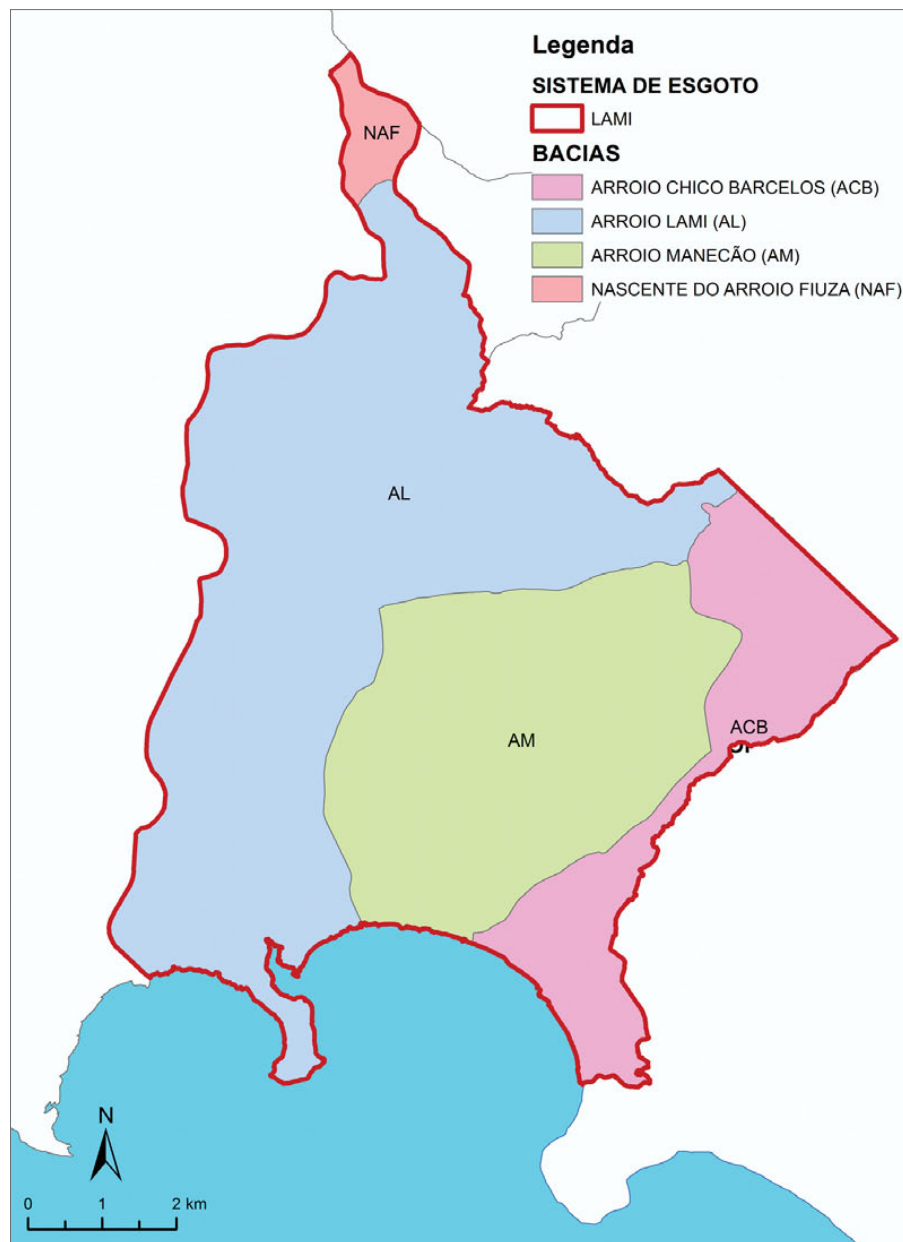 Legenda
SISTEMA DE ESGOTO
LAMI
BACIAS
ARROIO CHICO BARCELOS (ACB)
ARROIO LAMI (AL)
ARROIO MANECÃO (AM)
NASCENTE DO ARROIO FIUZA (NAF)
NAF
AL
AM
ACB
N
0 1 2 km